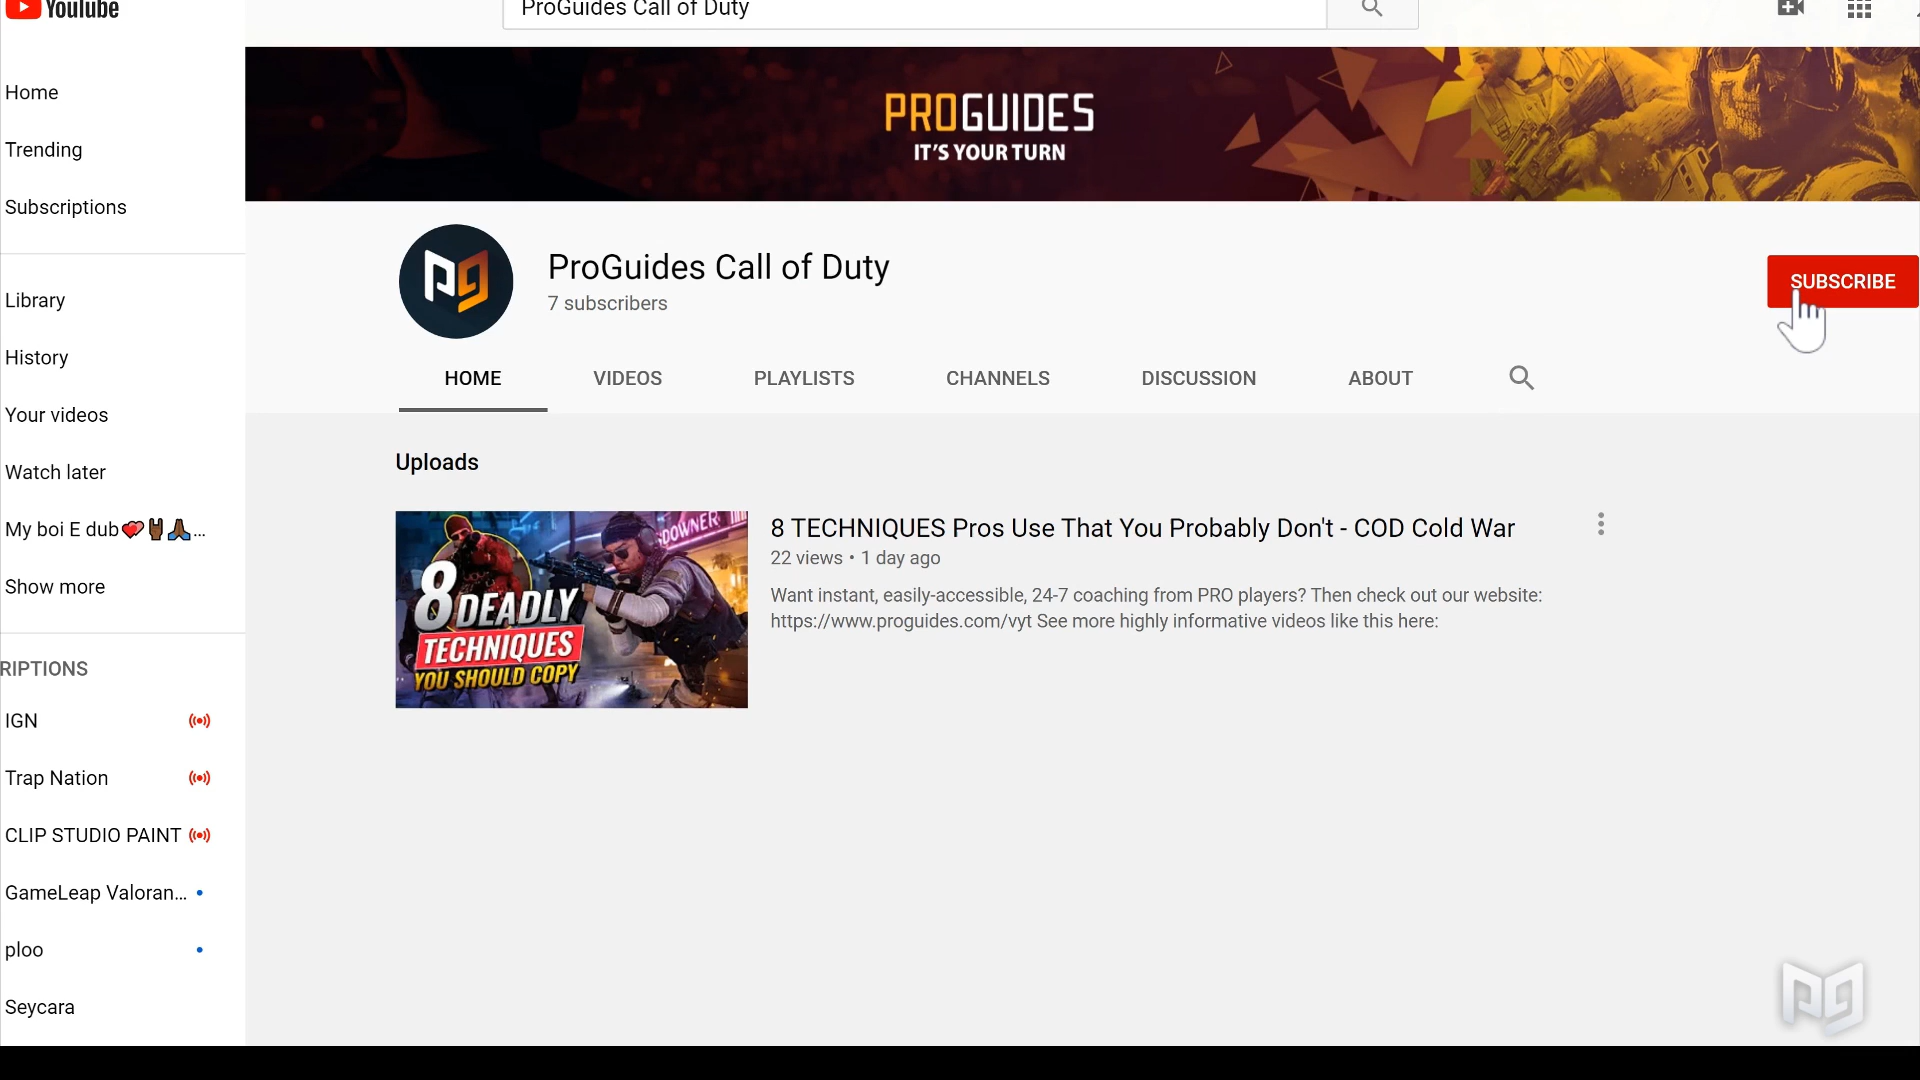 YouTube
ProGuides Call of Duty
Home
Trending
Subscriptions
Library
History
Your videos
Watch later
My boi E dub❤️🤘🏿🙏🏿...
Show more
RIPTIONS
IGN
Trap Nation
CLIP STUDIO PAINT
GameLeap Valoran...
ploo
Seycara
PROGUIDES
IT'S YOUR TURN
PG
ProGuides Call of Duty
7 subscribers
SUBSCRIBE
HOME
VIDEOS
PLAYLISTS
CHANNELS
DISCUSSION
ABOUT
Uploads
DOWNER
8 DEADLY
TECHNIQUES
YOU SHOULD COPY
8 TECHNIQUES Pros Use That You Probably Don't - COD Cold War
22 views • 1 day ago
Want instant, easily-accessible, 24-7 coaching from PRO players? Then check out our website:
https://www.proguides.com/vyt See more highly informative videos like this here:
PG